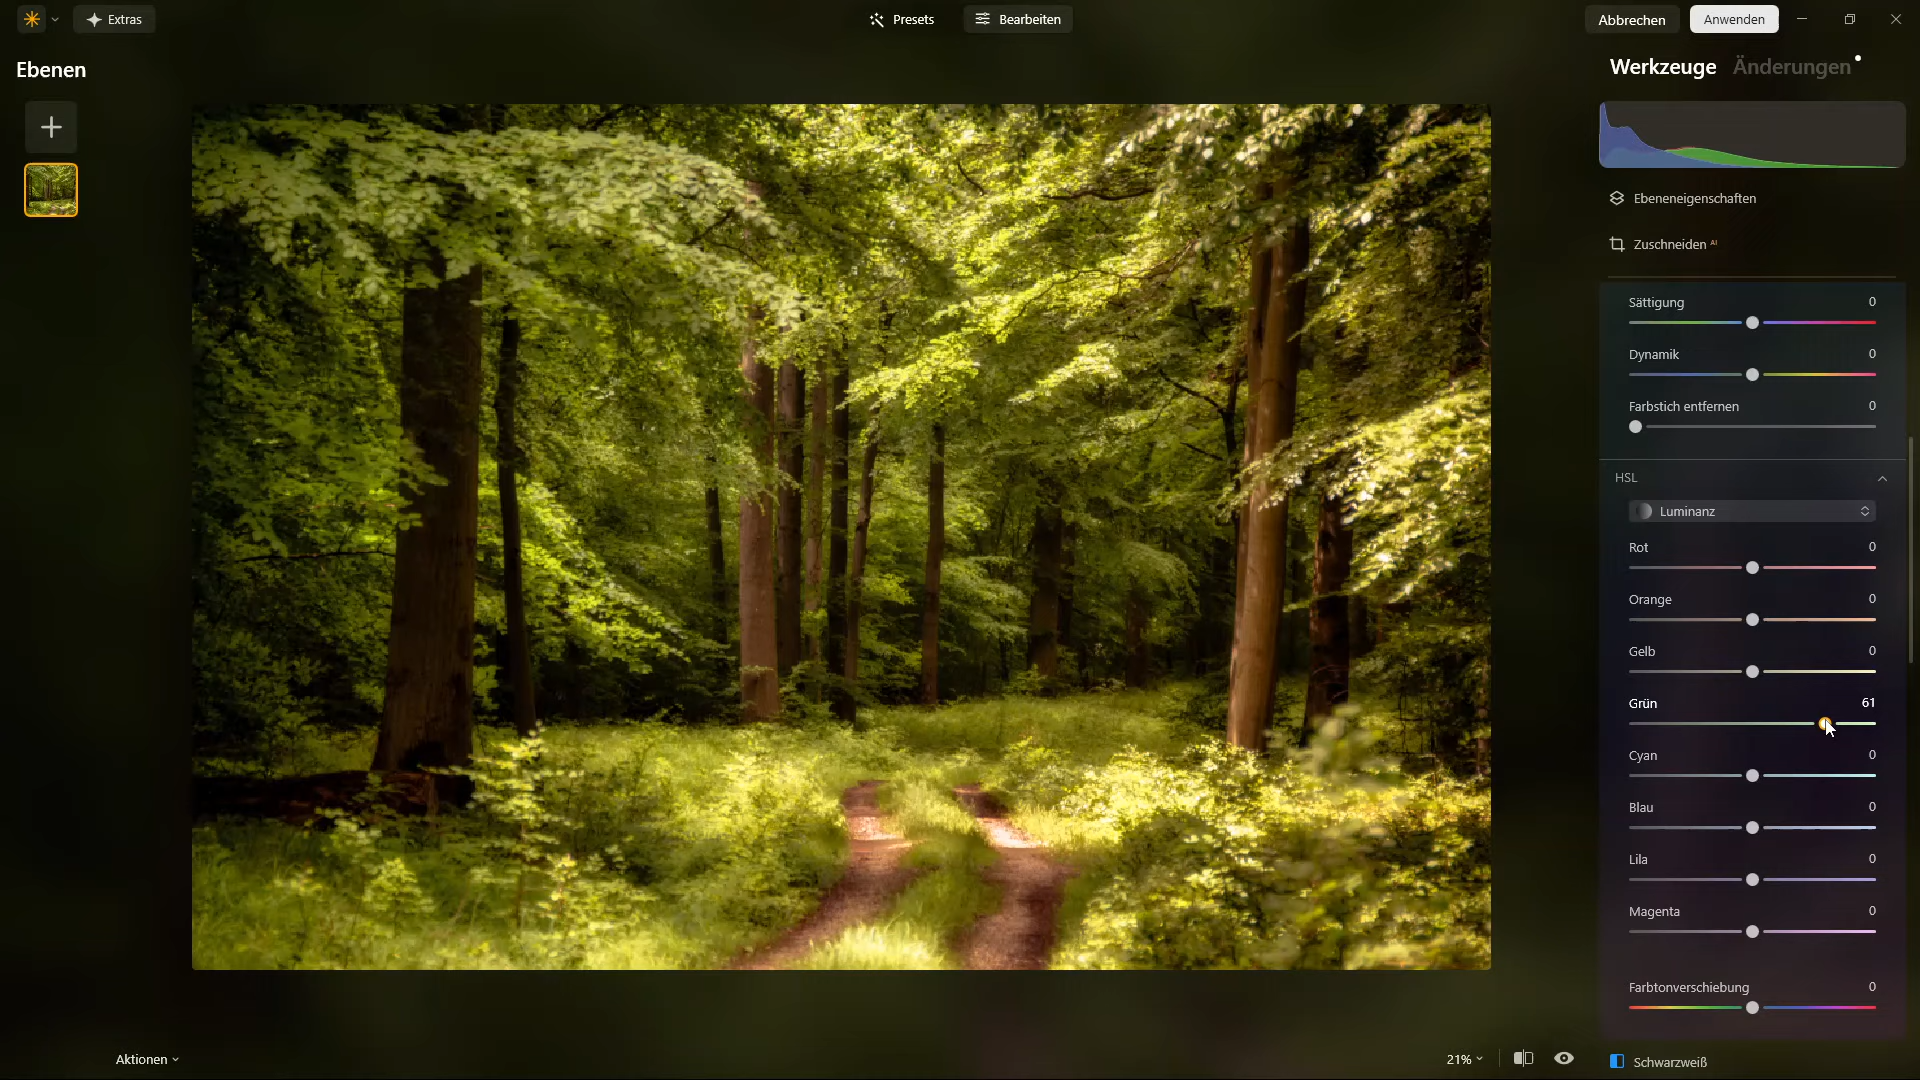 Extras
Presets
Bearbeiten
Abbrechen
Anwenden
Ebenen
Werkzeuge
Änderungen
Ebeneneigenschaften
Zuschneiden AI
Sättigung 0
Dynamik 0
Farbstich entfernen 0
HSL
Luminanz
Rot 0
Orange 0
Gelb 0
Grün 61
Cyan 0
Blau 0
Lila 0
Magenta 0
Farbtonverschiebung 0
Aktionen
21%
Schwarzweiß